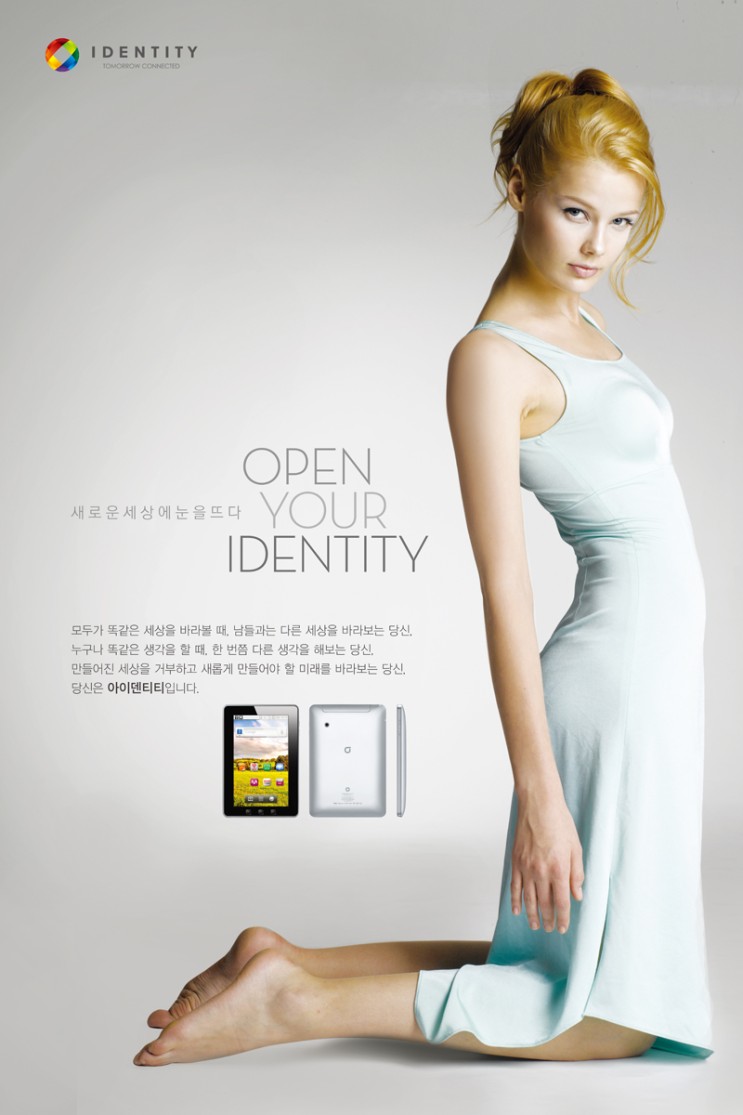 IDENTITY
TOMORROW CONNECTED
OPEN
새로운세상에눈을뜨다
YOUR
IDENTITY
모두가 똑같은 세상을 바라볼 때, 남들과는 다른 세상을 바라보는 당신.
누구나 똑같은 생각을 할 때, 한 번쯤 다른 생각을 해보는 당신.
만들어진 세상을 거부하고 새롭게 만들어야 할 미래를 바라보는 당신.
당신은 아이덴티티입니다.